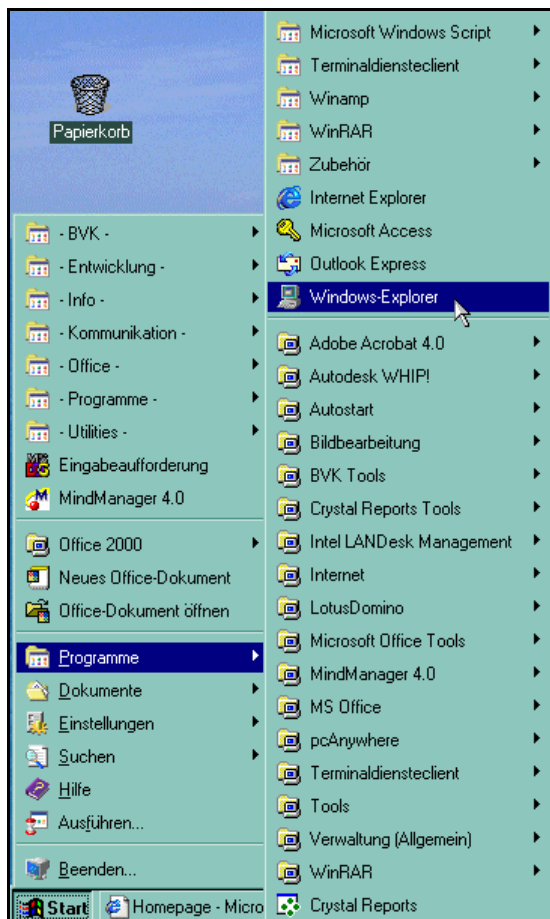 Papierkorb
- BVK -
- Entwicklung -
- Info -
- Kommunikation -
- Office -
- Programme -
- Utilities -
Eingabeaufforderung
MindManager 4.0
Office 2000
Neues Office-Dokument
Office-Dokument öffnen
Programme
Dokumente
Einstellungen
Suchen
Hilfe
Ausführen...
Beenden...
Start
Homepage - Micro
Microsoft Windows Script
Terminaldiensteclient
Winamp
WinRAR
Zubehör
Internet Explorer
Microsoft Access
Outlook Express
Windows-Explorer
Adobe Acrobat 4.0
Autodesk WHIP!
Autostart
Bildbearbeitung
BVK Tools
Crystal Reports Tools
Intel LANDesk Management
Internet
LotusDomino
Microsoft Office Tools
MindManager 4.0
MS Office
pcAnywhere
Terminaldiensteclient
Tools
Verwaltung (Allgemein)
WinRAR
Crystal Reports